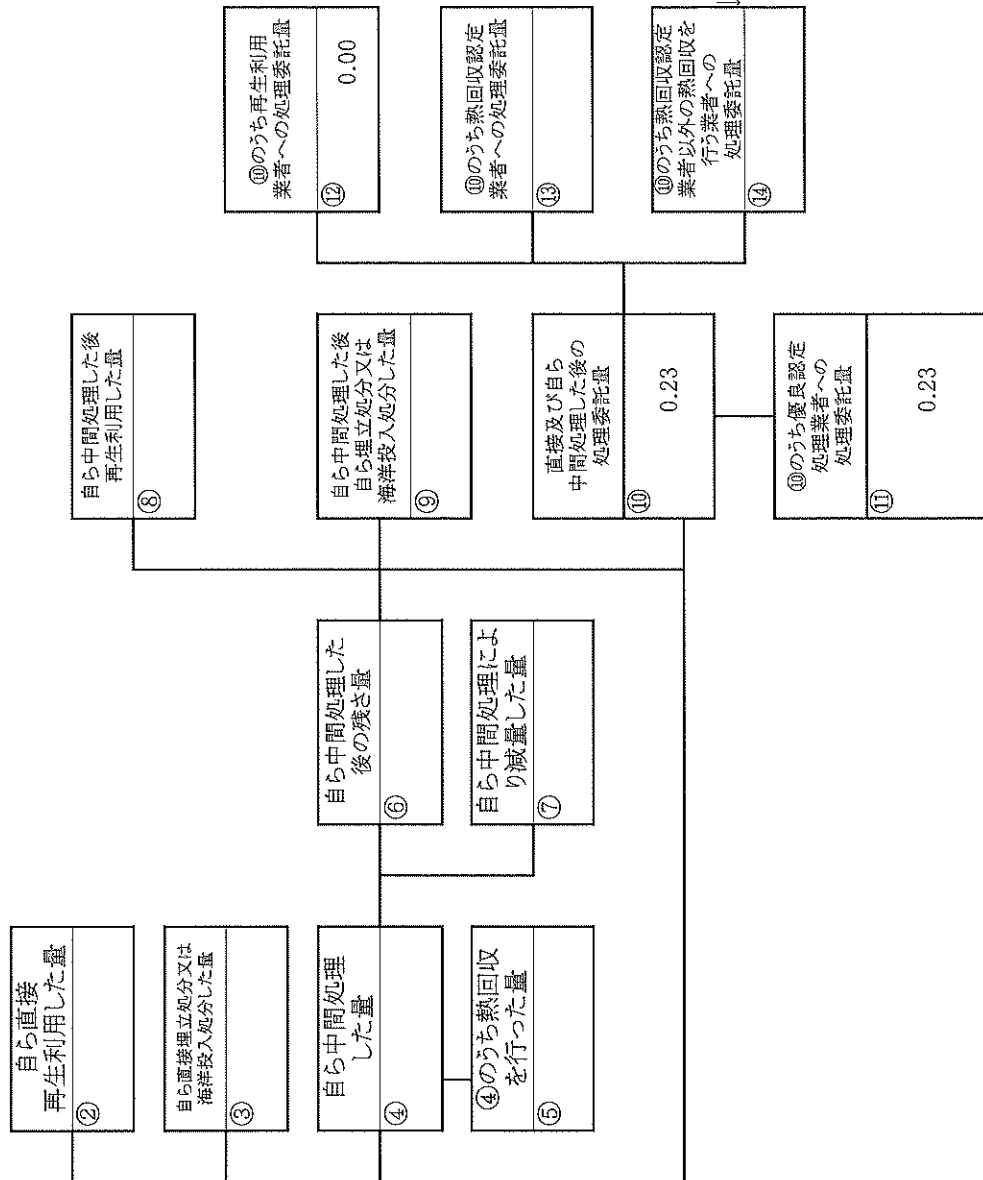 自ら直接
再生利用した量
②
自ら直接埋立処分又は
海洋投入処分した量
③
自ら中間処理
した量
④
④のうち熱回収
を行った量
⑤
自ら中間処理した
後の残さ量
⑥
自ら中間処理によ
り減量した量
⑦
自ら中間処理した後
再生利用した量
⑧
自ら中間処理した後
自ら埋立処分又は
海洋投入処分した量
⑨
直接及び自ら
中間処理した後の
処理委託量
⑩
0.23
⑩のうち優良認定
処理業者への
処理委託量
⑪
0.23
⑩のうち再生利用
業者への処理委託量
⑫
0.00
⑩のうち熱回収認定
業者への処理委託量
⑬
⑩のうち熱回収認定
業者以外の熱回収を
行う業者への
処理委託量
⑭